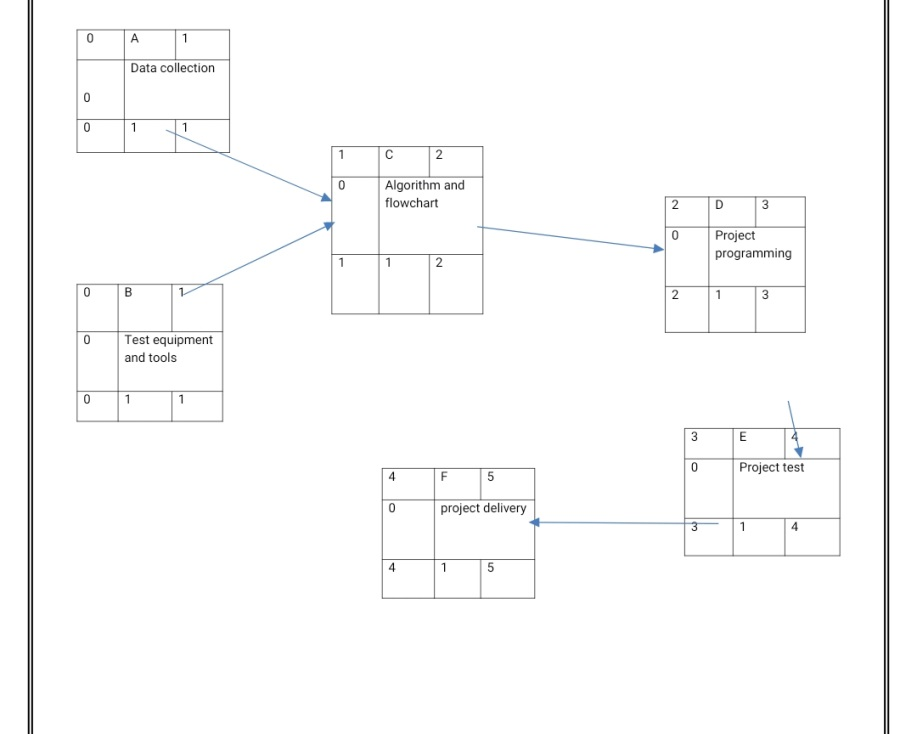 0 A 1
Data collection
0
0 1 1
1 C 2
0 Algorithm and
flowchart
1 1 2
2 D 3
0 Project
programming
2 1 3
0 B 1
0 Test equipment
and tools
0 1 1
3 E 4
0 Project test
3 1 4
4 F 5
0 project delivery
4 1 5